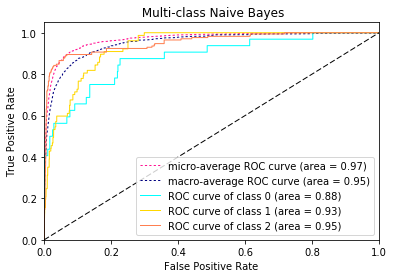 Multi-class Naive Bayes
True Positive Rate
1.0
0.8
0.6
0.4
0.2
0.0
micro-average ROC curve (area = 0.97)
macro-average ROC curve (area = 0.95)
ROC curve of class 0 (area = 0.88)
ROC curve of class 1 (area = 0.93)
ROC curve of class 2 (area = 0.95)
0.0 0.2 0.4 0.6 0.8 1.0
False Positive Rate